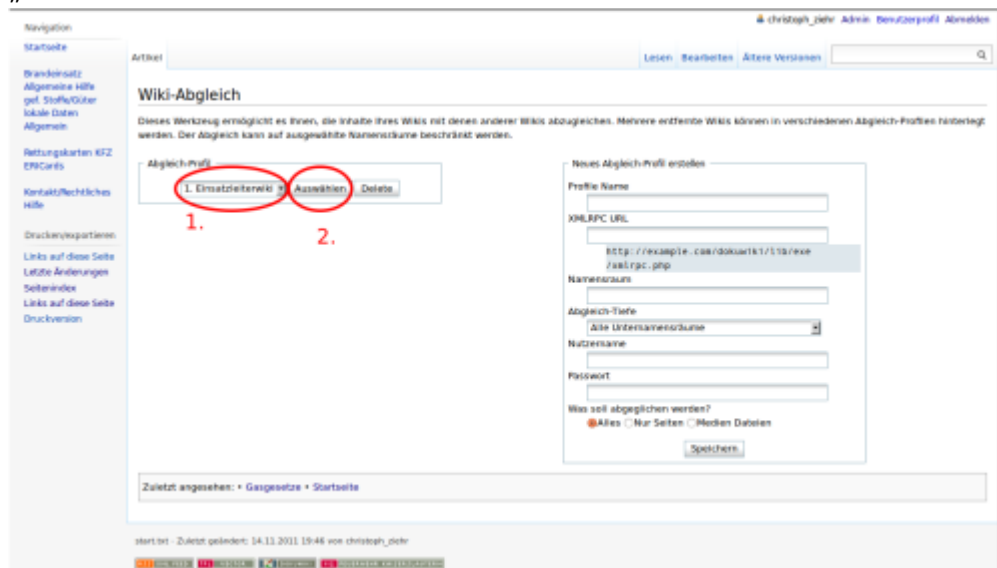 „
christoph_ziehr Admin Benutzerprofil Abmelden
Navigation
Startseite
Brandeinsatz
Allgemeine Hilfe
gef. Stoffe/Güter
lokale Daten
Allgemein
Rettungskarten KFZ
ERICards
Kontakt/Rechtliches
Hilfe
Drucken/exportieren
Links auf diese Seite
Letzte Änderungen
Seitenindex
Links auf diese Seite
Druckversion
Artikel
Lesen Bearbeiten Ältere Versionen
Wiki-Abgleich
Dieses Werkzeug ermöglicht es Ihnen, die Inhalte Ihres Wikis mit denen anderer Wikis abzugleichen. Mehrere entfernte Wikis können in verschiedenen Abgleich-Profilen hinterlegt
werden. Der Abgleich kann auf ausgewählte Namensräume beschränkt werden.
Abgleich-Profil
1. Einsatzleiterwiki Auswählen Delete
1.
2.
Neues Abgleich-Profil erstellen
Profile Name
XMLRPC URL
http://example.com/dokuwiki/lib/exe
/xmlrpc.php
Namensraum
Abgleich-Tiefe
Alle Unternamensräume
Nutzername
Passwort
Was soll abgeglichen werden?
Alles Nur Seiten Medien Dateien
Speichern
Zuletzt angesehen: • Gasgesetze • Startseite
start.txt · Zuletzt geändert: 14.11.2011 19:46 von christoph_ziehr